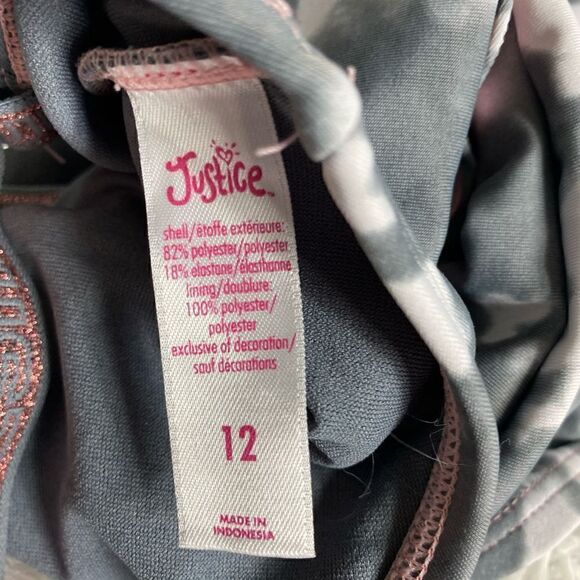 Justice™
shell/étoffe extérieure:
82% polyester/polyester
18% elastane/élasthanne
lining/doublure:
100% polyester/
polyester
exclusive of decoration/
sauf décorations
12
MADE IN
INDONESIA